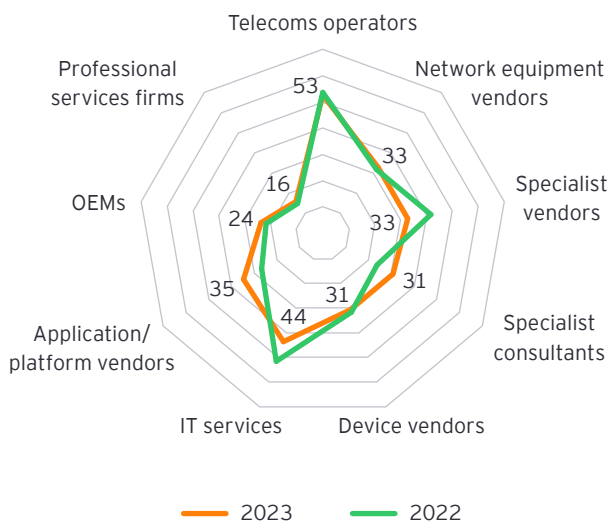 Telecoms operators
Professional
services firms
Network equipment
vendors
53
33
16
OEMs
24
33
Specialist
vendors
35
44
31
31
Application/
platform vendors
Specialist
consultants
IT services
Device vendors
2023
2022